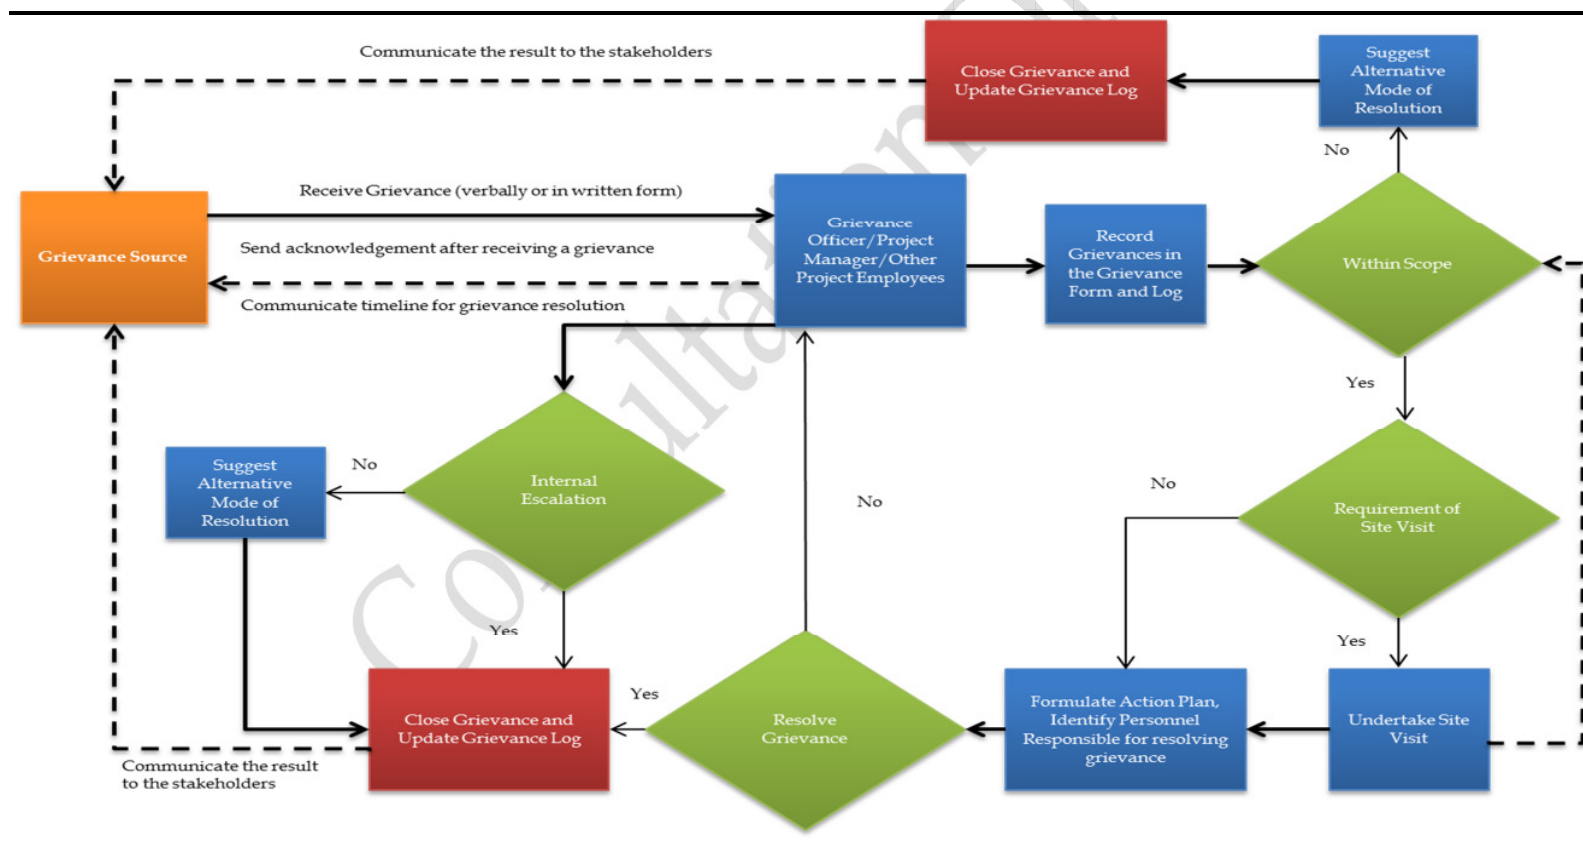 Communicate the result to the stakeholders
Close Grievance and
Update Grievance Log
Suggest
Alternative
Mode of
Resolution
No
Receive Grievance (verbally or in written form)
Grievance Source
Send acknowledgement after receiving a grievance
Communicate timeline for grievance resolution
Grievance
Officer/Project
Manager/Other
Project Employees
Record
Grievances in
the Grievance
Form and Log
Within Scope
Yes
Suggest
Alternative
Mode of
Resolution
No
Internal
Escalation
No
No
Requirement of
Site Visit
Yes
Yes
Close Grievance and
Update Grievance Log
Yes
Resolve
Grievance
Formulate Action Plan,
Identify Personnel
Responsible for resolving
grievance
Undertake Site
Visit
Communicate the result
to the stakeholders